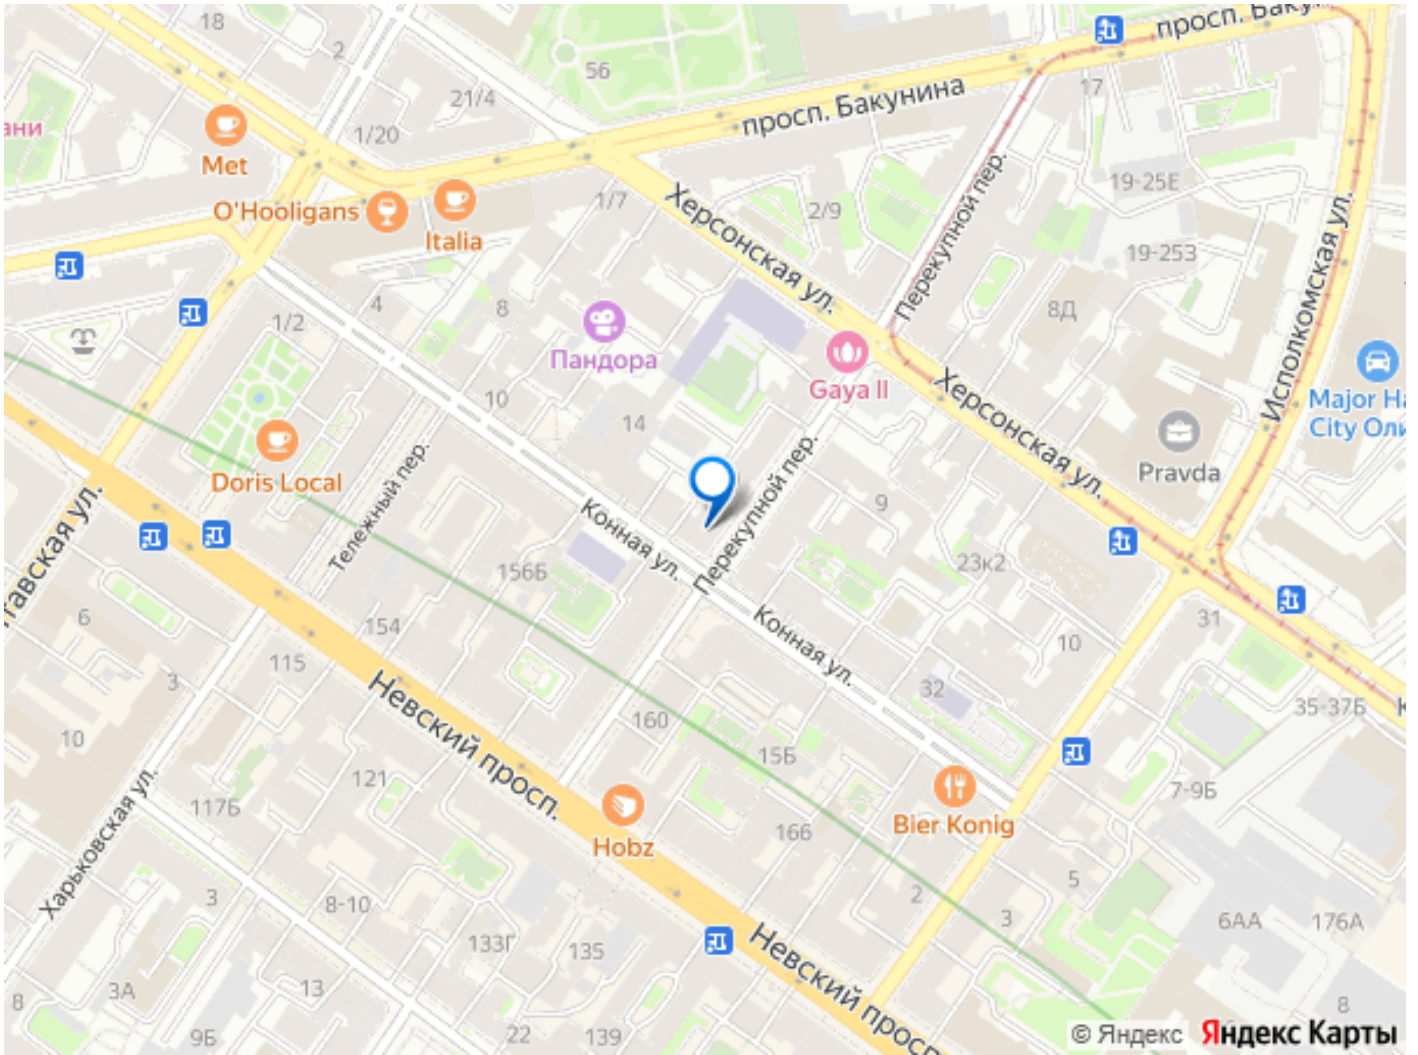 18
2
просп. Бакунина
56
17
21/4
просп. Бакунина
1/20
Met
O'Hooligans
Italia
1/7
Херсонская ул.
2/9
Перекупной пер.
19-25Е
19-253
Исполкомская ул.
1/2
4
8
8Д
Пандора
Gaya II
Major
City
10
14
Херсонская ул.
Pravda
Doris Local
Тележный пер.
Перекупной пер.
9
Конная ул.
156Б
23к2
6
154
Конная ул.
10
31
115
3
32
Невский просп.
160
35-37Б
10
15Б
121
117Б
7-9Б
Харьковская ул.
Hobz
166
Bier Konig
3
8-10
2
5
3
6АА
176А
133Г
135
Невский просп.
8
3А
13
8
9Б
22
139
© Яндекс Яндекс Карты